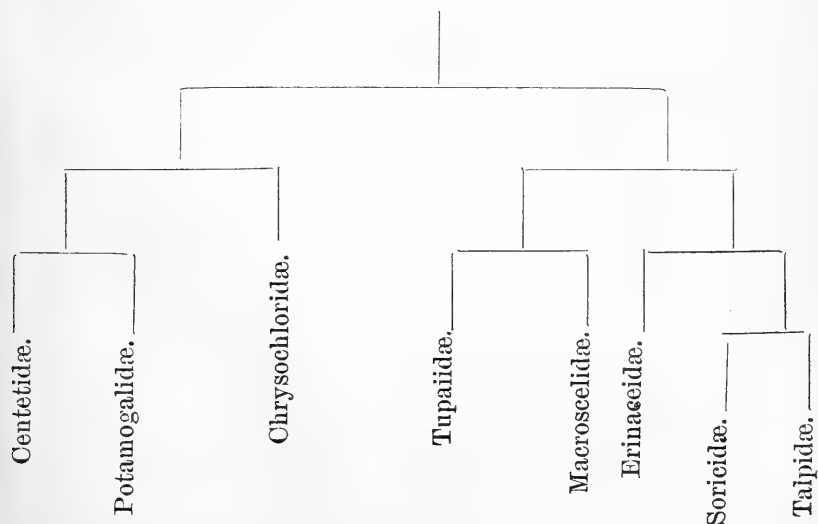 Centetidæ.
Potamogalidæ.
Chrysochloridæ.
Tupaiidæ.
Macroscelidæ.
Erinaceidæ.
Soricidæ.
Talpidæ.